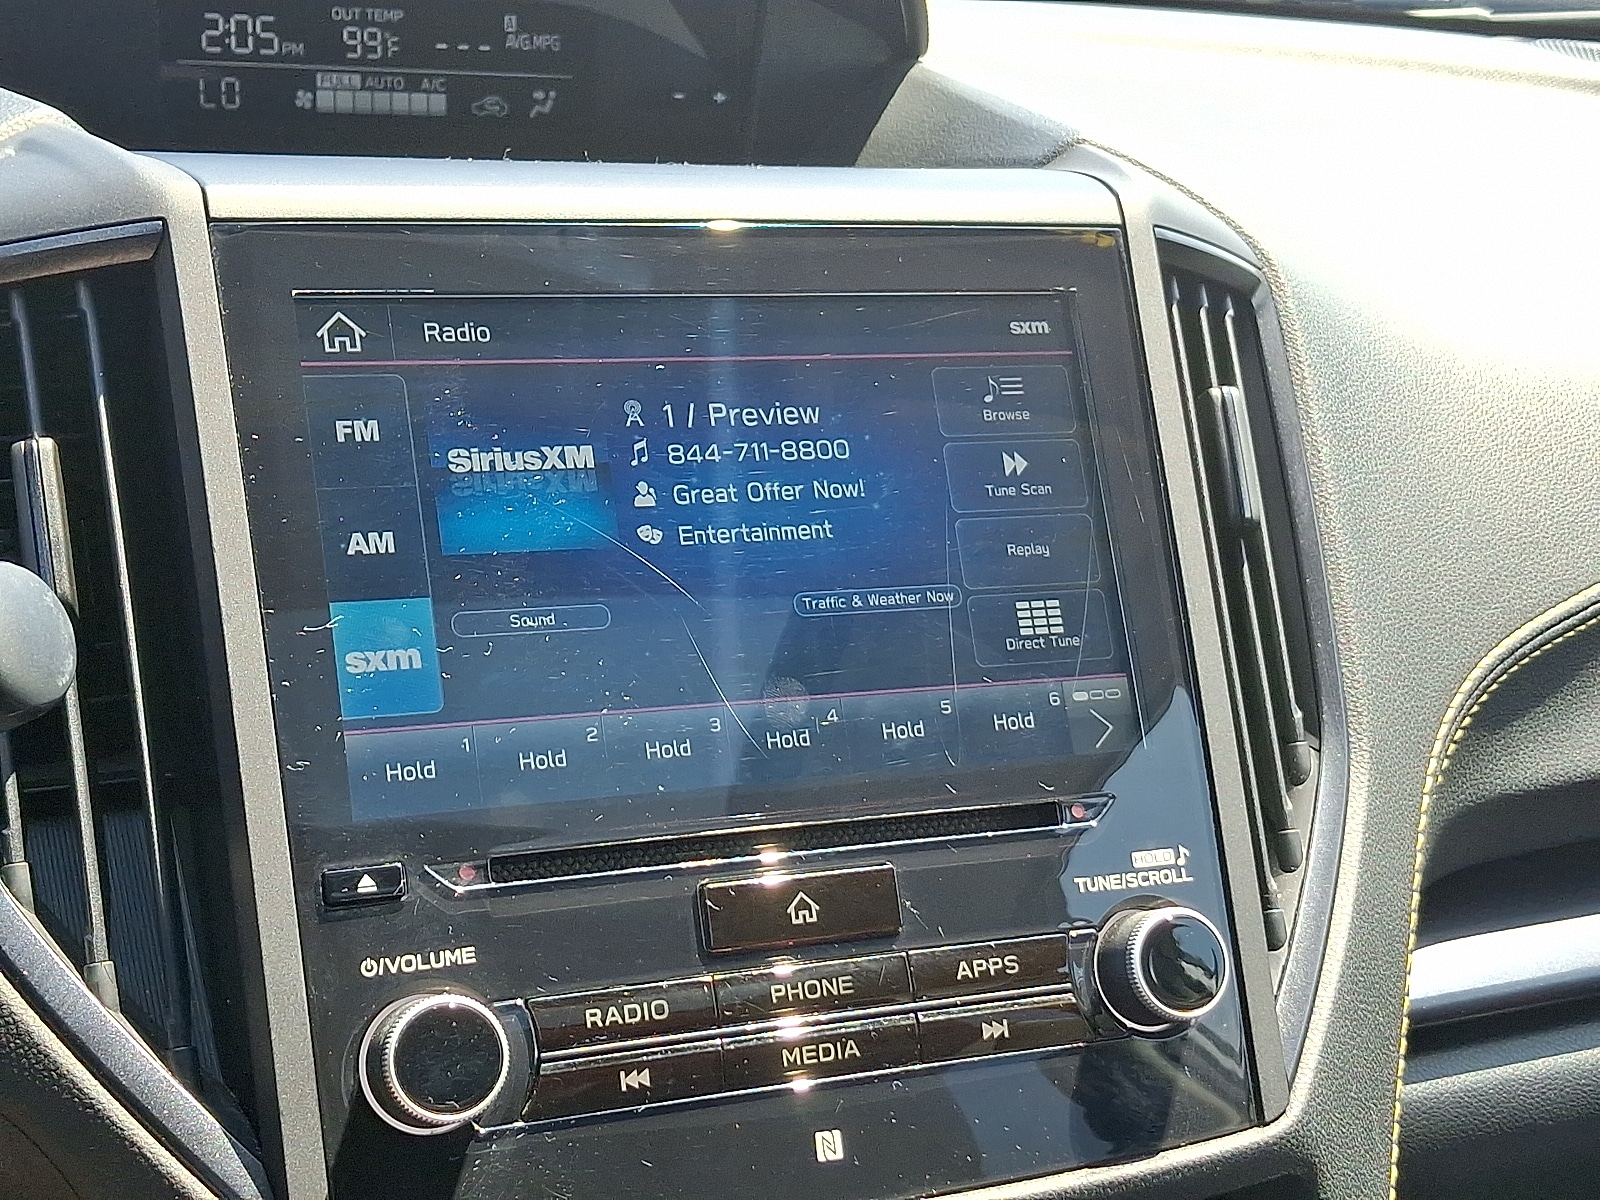 OUT TEMP
2:05 PM 99°F --- A AVG.MPG
LO AUTO A/C
- +
Radio
sxm
FM
AM
sxm
SiriusXM
1 / Preview
844-711-8800
Great Offer Now!
Entertainment
Sound
Traffic & Weather Now
Browse
Tune Scan
Replay
Direct Tune
1 2 3 4 5 6
Hold Hold Hold Hold Hold Hold
HOLD
TUNE/SCROLL
/VOLUME
RADIO PHONE APPS
MEDIA
N